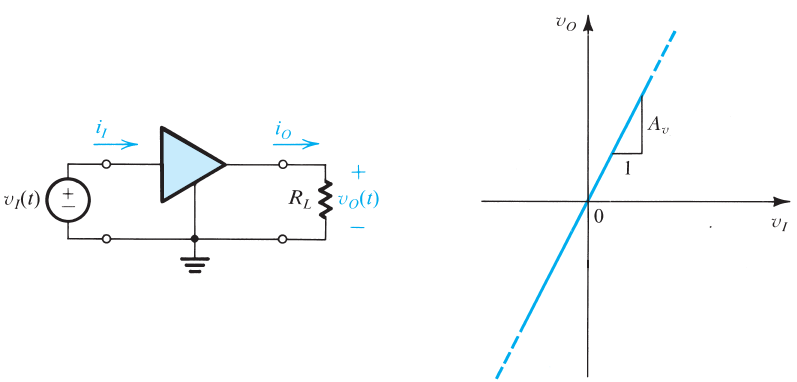 i_I
i_O
v_I(t)
+
−
R_L
+
v_O(t)
−
v_O
A_v
1
0
v_I